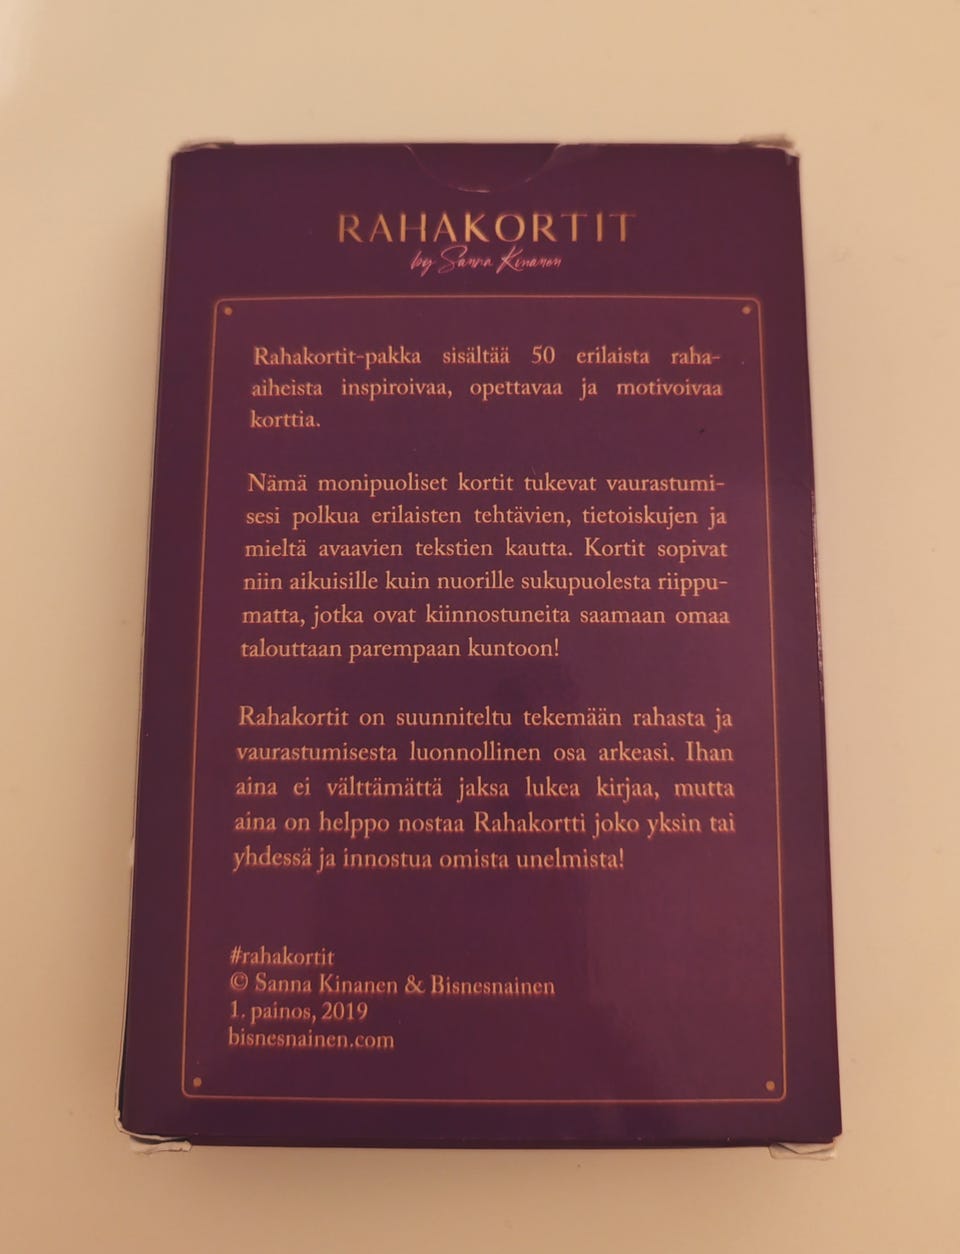 RAHAKORTIT
by Sanna Kinanen
Rahakortit-pakka sisältää 50 erilaista raha-
aiheista inspiroivaa, opettavaa ja motivoivaa
korttia.
Nämä monipuoliset kortit tukevat vaurastumi-
sesi polkua erilaisten tehtävien, tietoiskujen ja
mieltä avaavien tekstien kautta. Kortit sopivat
niin aikuisille kuin nuorille sukupuolesta riippu-
matta, jotka ovat kiinnostuneita saamaan omaa
talouttaan parempaan kuntoon!
Rahakortit on suunniteltu tekemään rahasta ja
vaurastumisesta luonnollinen osa arkeasi. Ihan
aina ei välttämättä jaksa lukea kirjaa, mutta
aina on helppo nostaa Rahakortti joko yksin tai
yhdessä ja innostua omista unelmista!
#rahakortit
© Sanna Kinanen & Bisnesnainen
1. painos, 2019
bisnesnainen.com